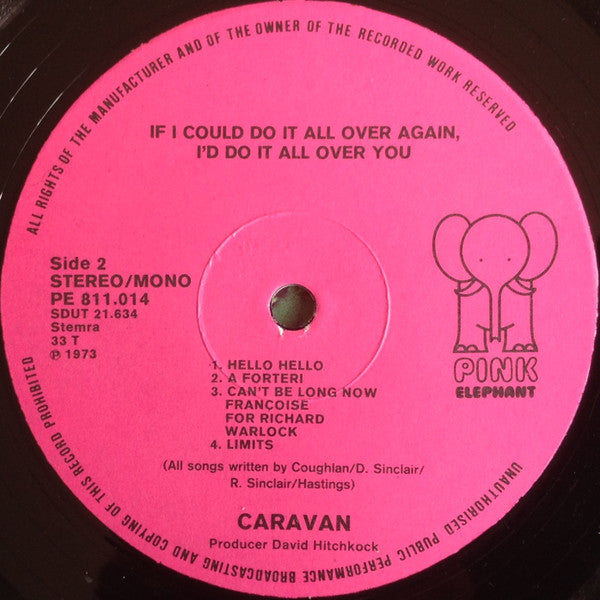 ALL RIGHTS OF THE MANUFACTURER AND OF THE OWNER OF THE RECORDED WORK RESERVED
IF I COULD DO IT ALL OVER AGAIN,
I'D DO IT ALL OVER YOU
Side 2
STEREO/MONO
PE 811.014
SDUT 21.634
Stemra
33 T
℗ 1973
PINK
ELEPHANT
1. HELLO HELLO
2. A FORTERI
3. CAN'T BE LONG NOW
FRANÇOISE
FOR RICHARD
WARLOCK
4. LIMITS
(All songs written by Coughlan/D. Sinclair/
R. Sinclair/Hastings)
CARAVAN
Producer David Hitchkock
UNAUTHORISED PUBLIC PERFORMANCE BROADCASTING AND COPYING OF THIS RECORD PROHIBITED